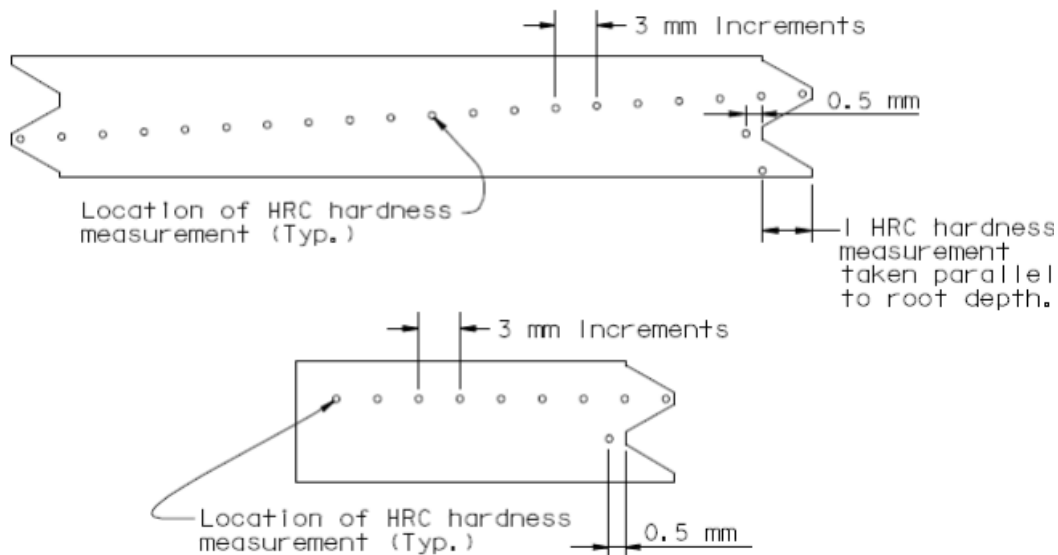 3 mm Increments
0.5 mm
Location of HRC hardness
measurement (Typ.)
1 HRC hardness
measurement
taken parallel
to root depth.
3 mm Increments
Location of HRC hardness
measurement (Typ.)
0.5 mm